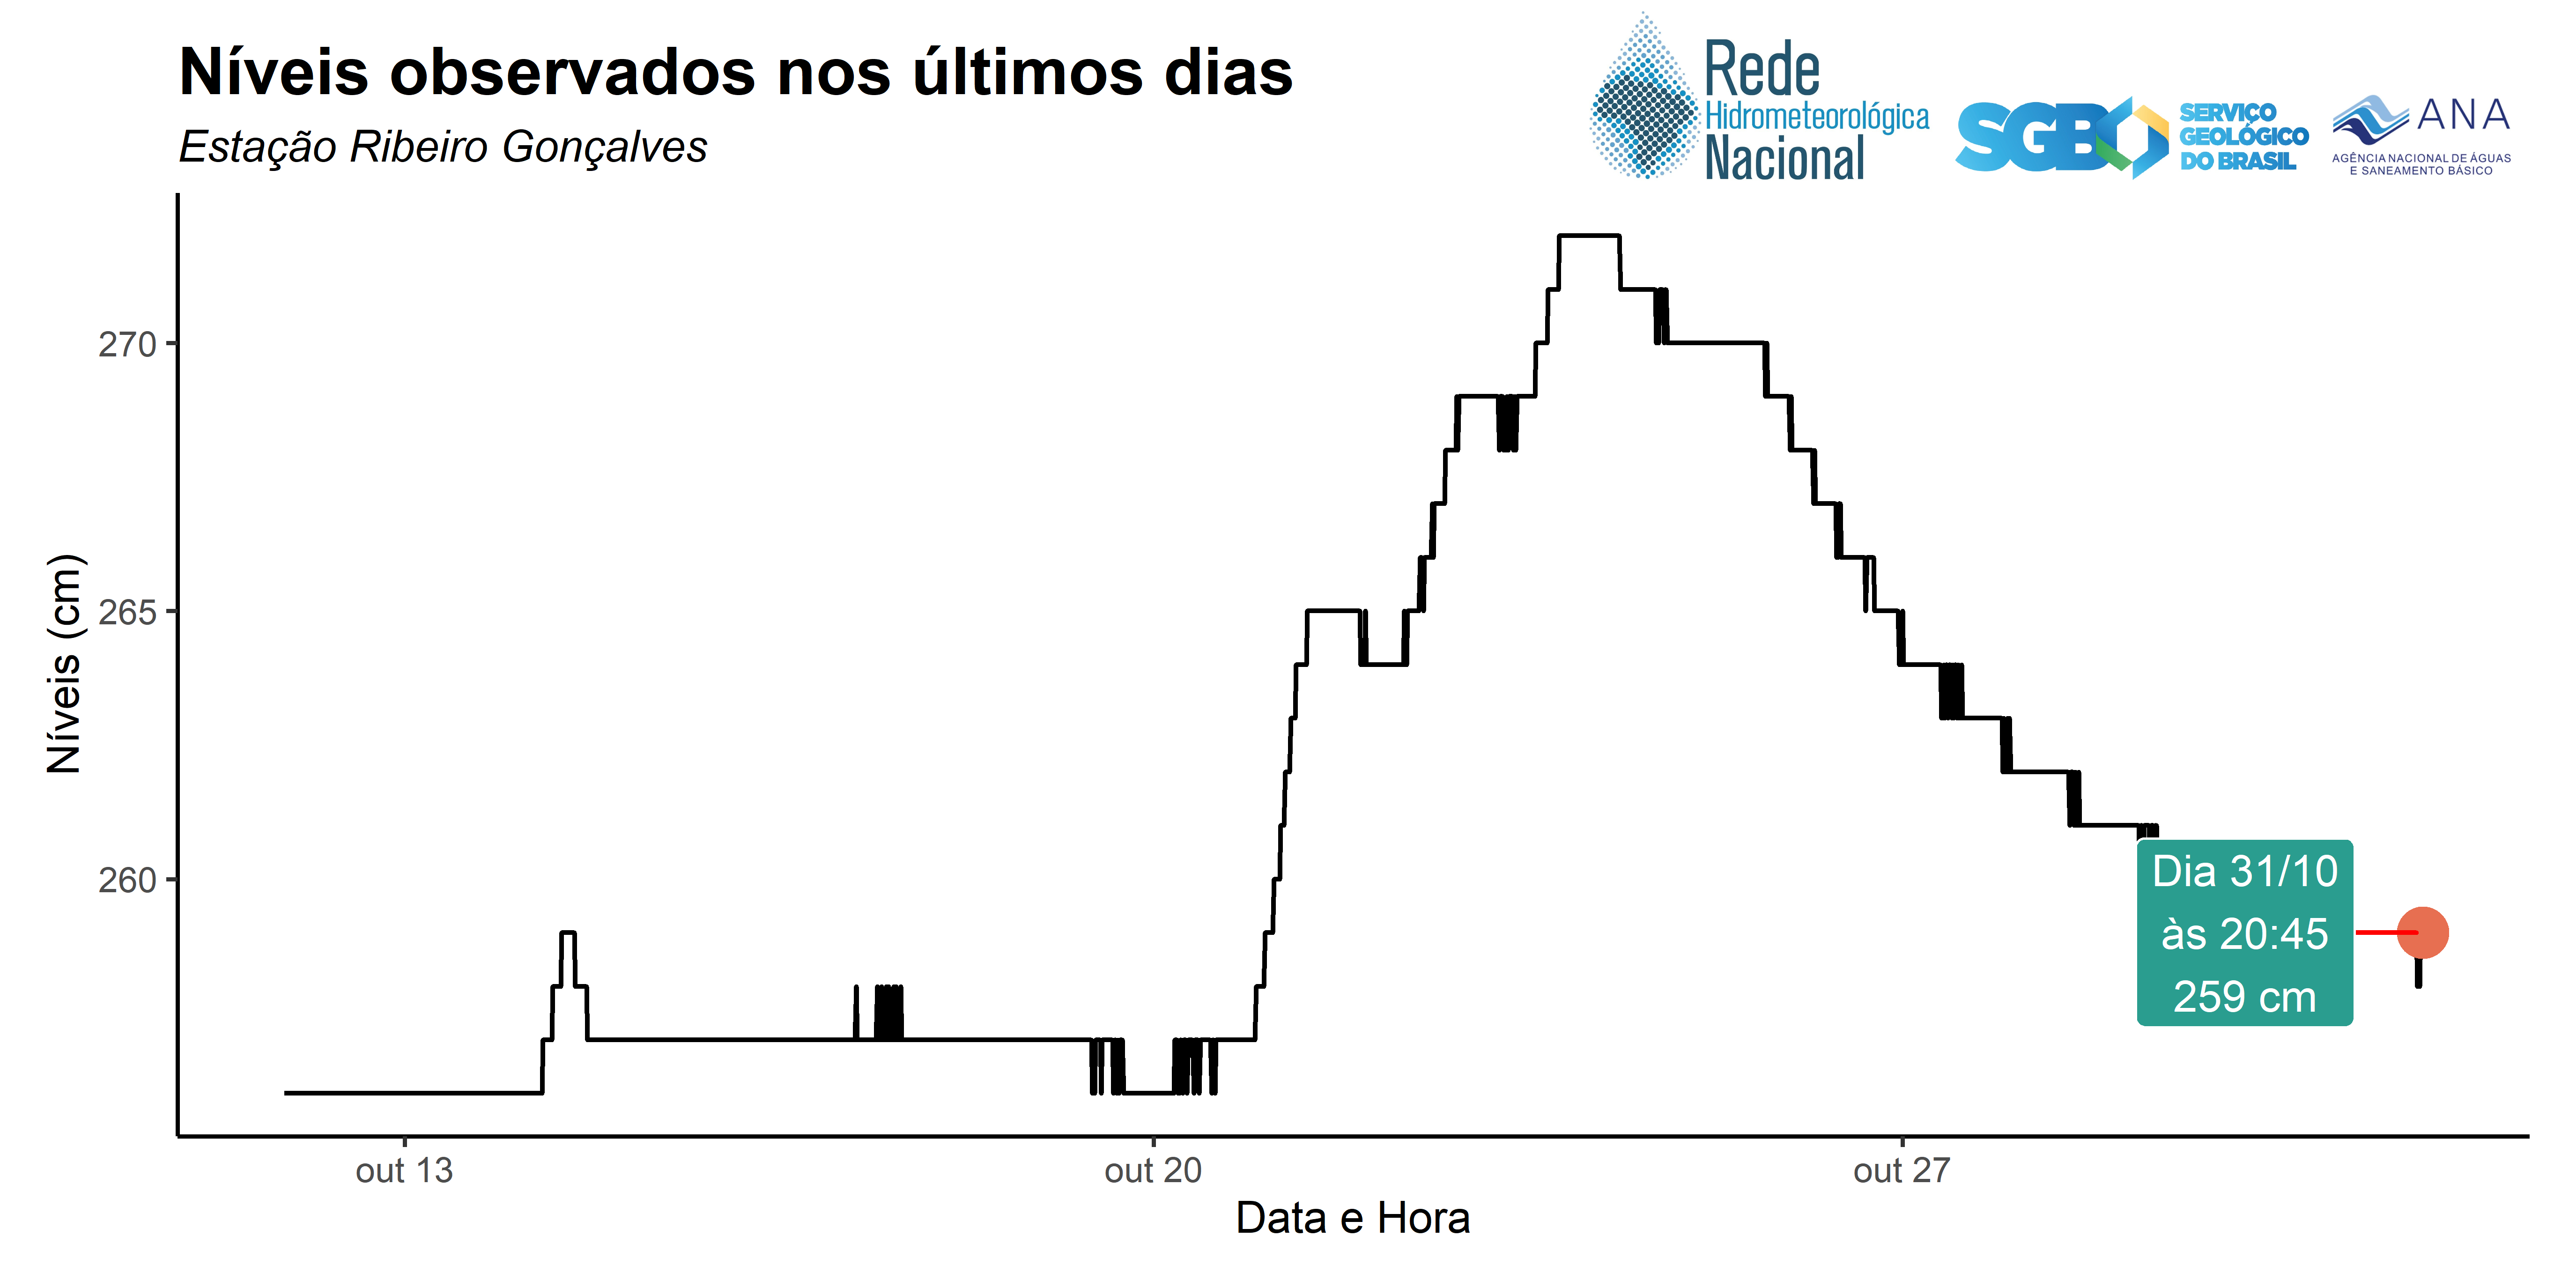 Níveis observados nos últimos dias
Estação Ribeiro Gonçalves
Rede
Hidrometeorológica
Nacional
SGB
SERVIÇO
GEOLÓGICO
DO BRASIL
ANA
AGÊNCIA NACIONAL DE ÁGUAS
E SANEAMENTO BÁSICO
Níveis (cm)
270
265
260
Dia 31/10
às 20:45
259 cm
out 13
out 20
out 27
Data e Hora